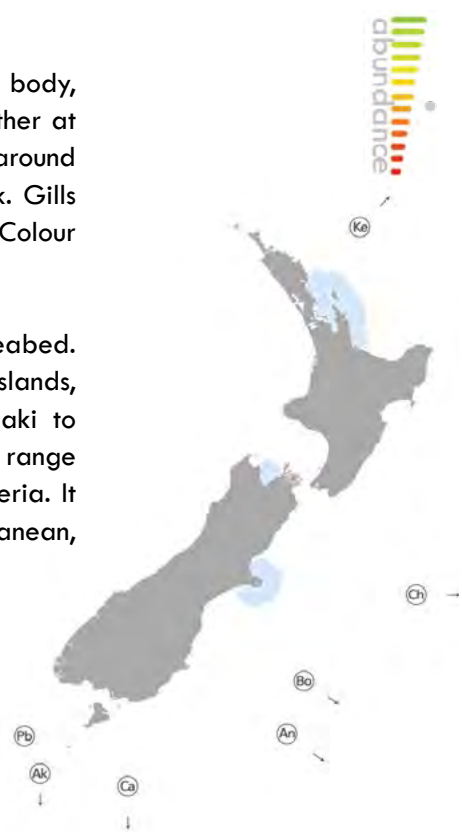 abundance
body,
ther at
around
k. Gills
Colour
eabed.
slands,
aki to
range
eria. It
anean,
Ke
Ch
Bo
An
Pb
Ak
Ca